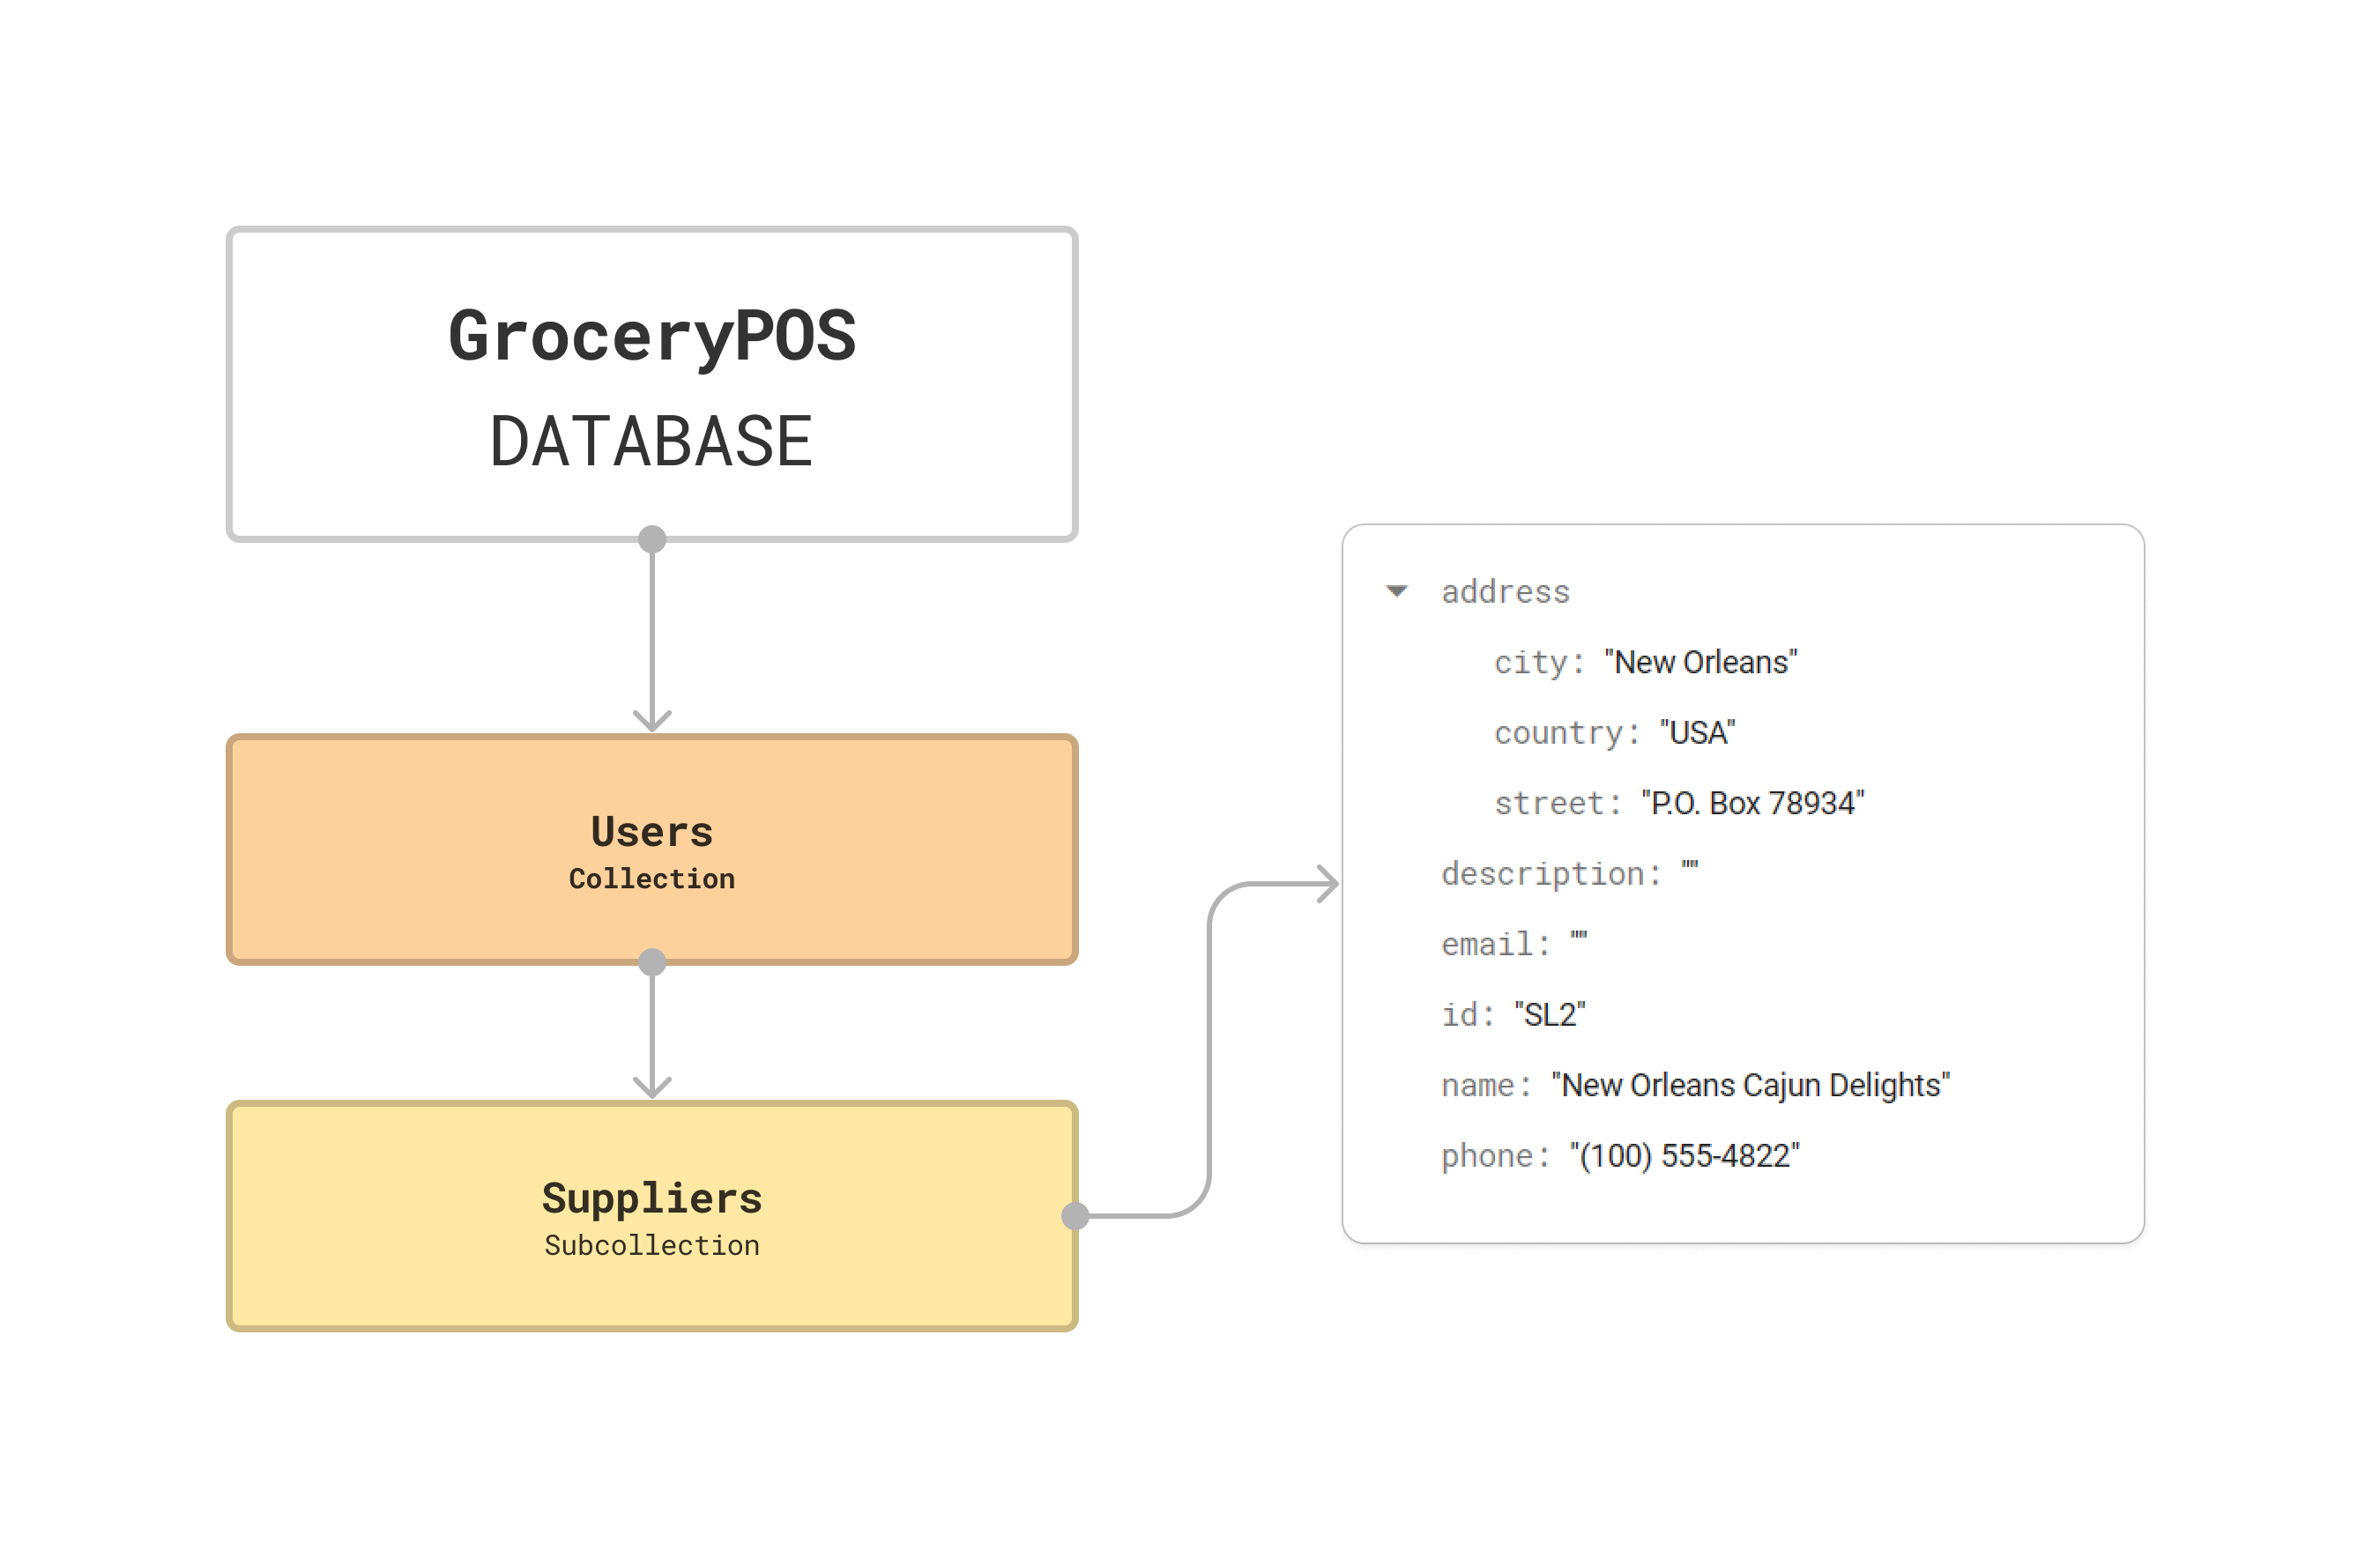 GroceryPOS
DATABASE
Users
Collection
Suppliers
Subcollection
address
city: "New Orleans"
country: "USA"
street: "P.O. Box 78934"
description: ""
email: ""
id: "SL2"
name: "New Orleans Cajun Delights"
phone: "(100) 555-4822"